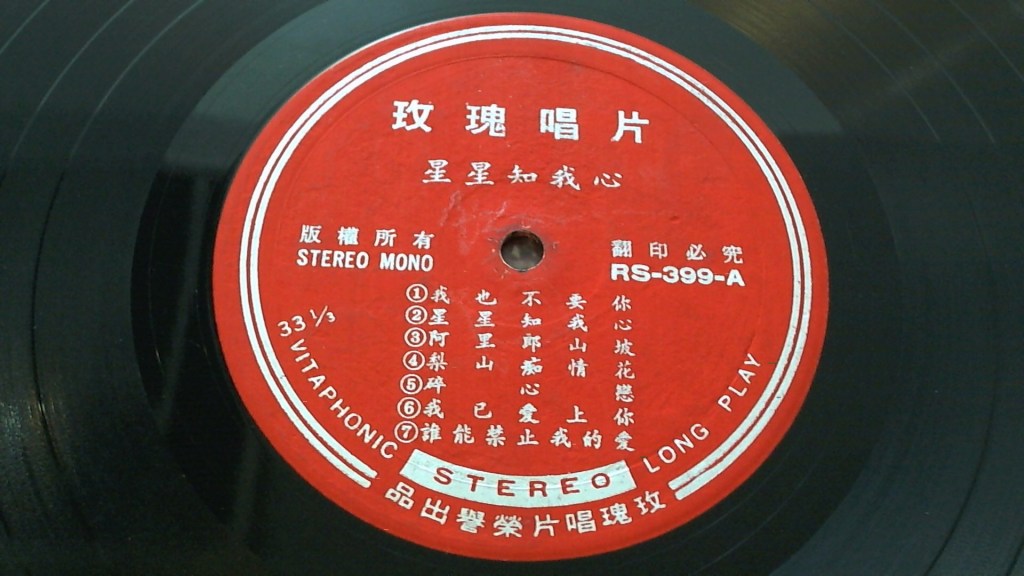 玫瑰唱片
星星知我心
版權所有
STEREO MONO
翻印必究
RS-399-A
①我也不要你
②星星知我心
③阿里郎山坡
④梨山痴情花
⑤碎心戀
⑥我已愛上你
⑦誰能禁止我的愛
33 1/3 VITAPHONIC STEREO LONG PLAY
玫瑰唱片榮譽出品